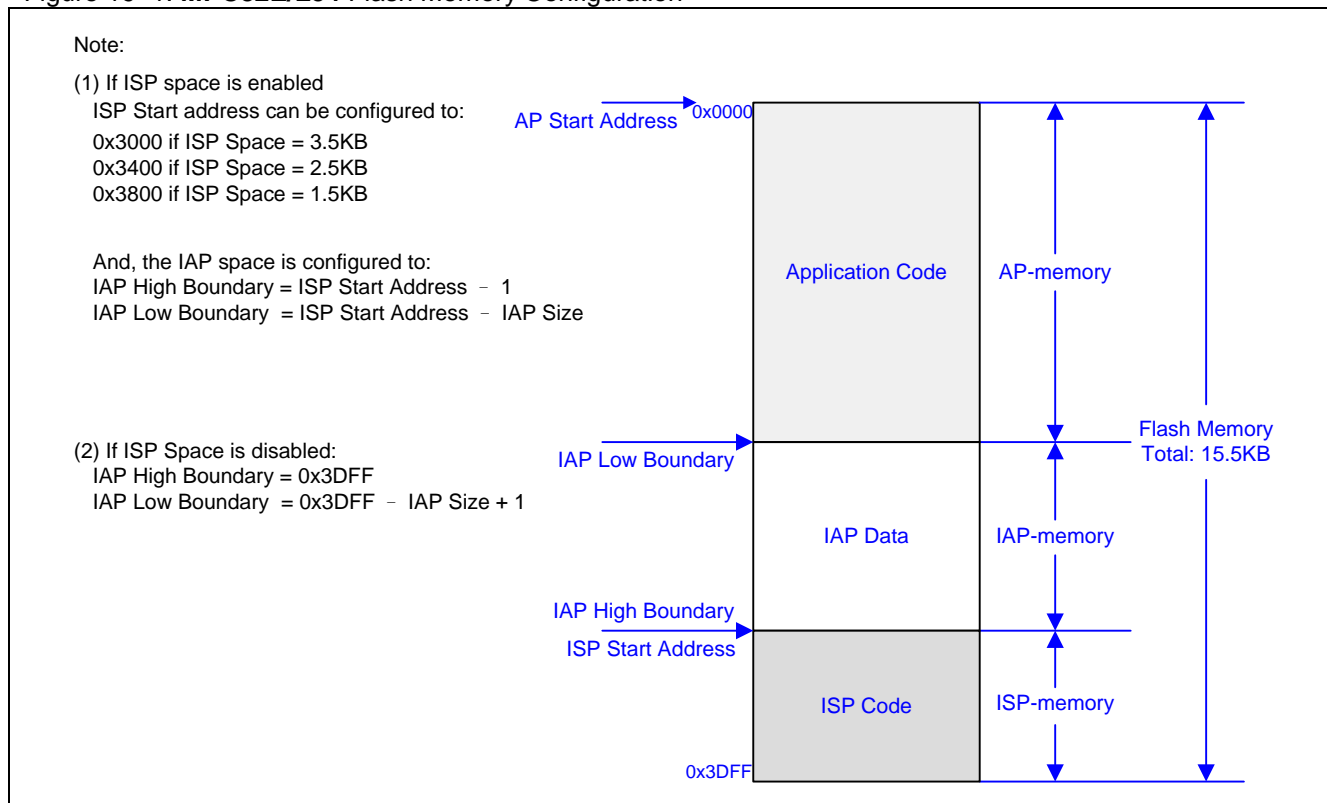 Flash Memory Configuration
Note:
(1) If ISP space is enabled
ISP Start address can be configured to:
0x3000 if ISP Space = 3.5KB
0x3400 if ISP Space = 2.5KB
0x3800 if ISP Space = 1.5KB
And, the IAP space is configured to:
IAP High Boundary = ISP Start Address – 1
IAP Low Boundary = ISP Start Address – IAP Size
(2) If ISP Space is disabled:
IAP High Boundary = 0x3DFF
IAP Low Boundary = 0x3DFF – IAP Size + 1
AP Start Address
0x0000
Application Code
AP-memory
Flash Memory
Total: 15.5KB
IAP Low Boundary
IAP Data
IAP-memory
IAP High Boundary
ISP Start Address
ISP Code
ISP-memory
0x3DFF